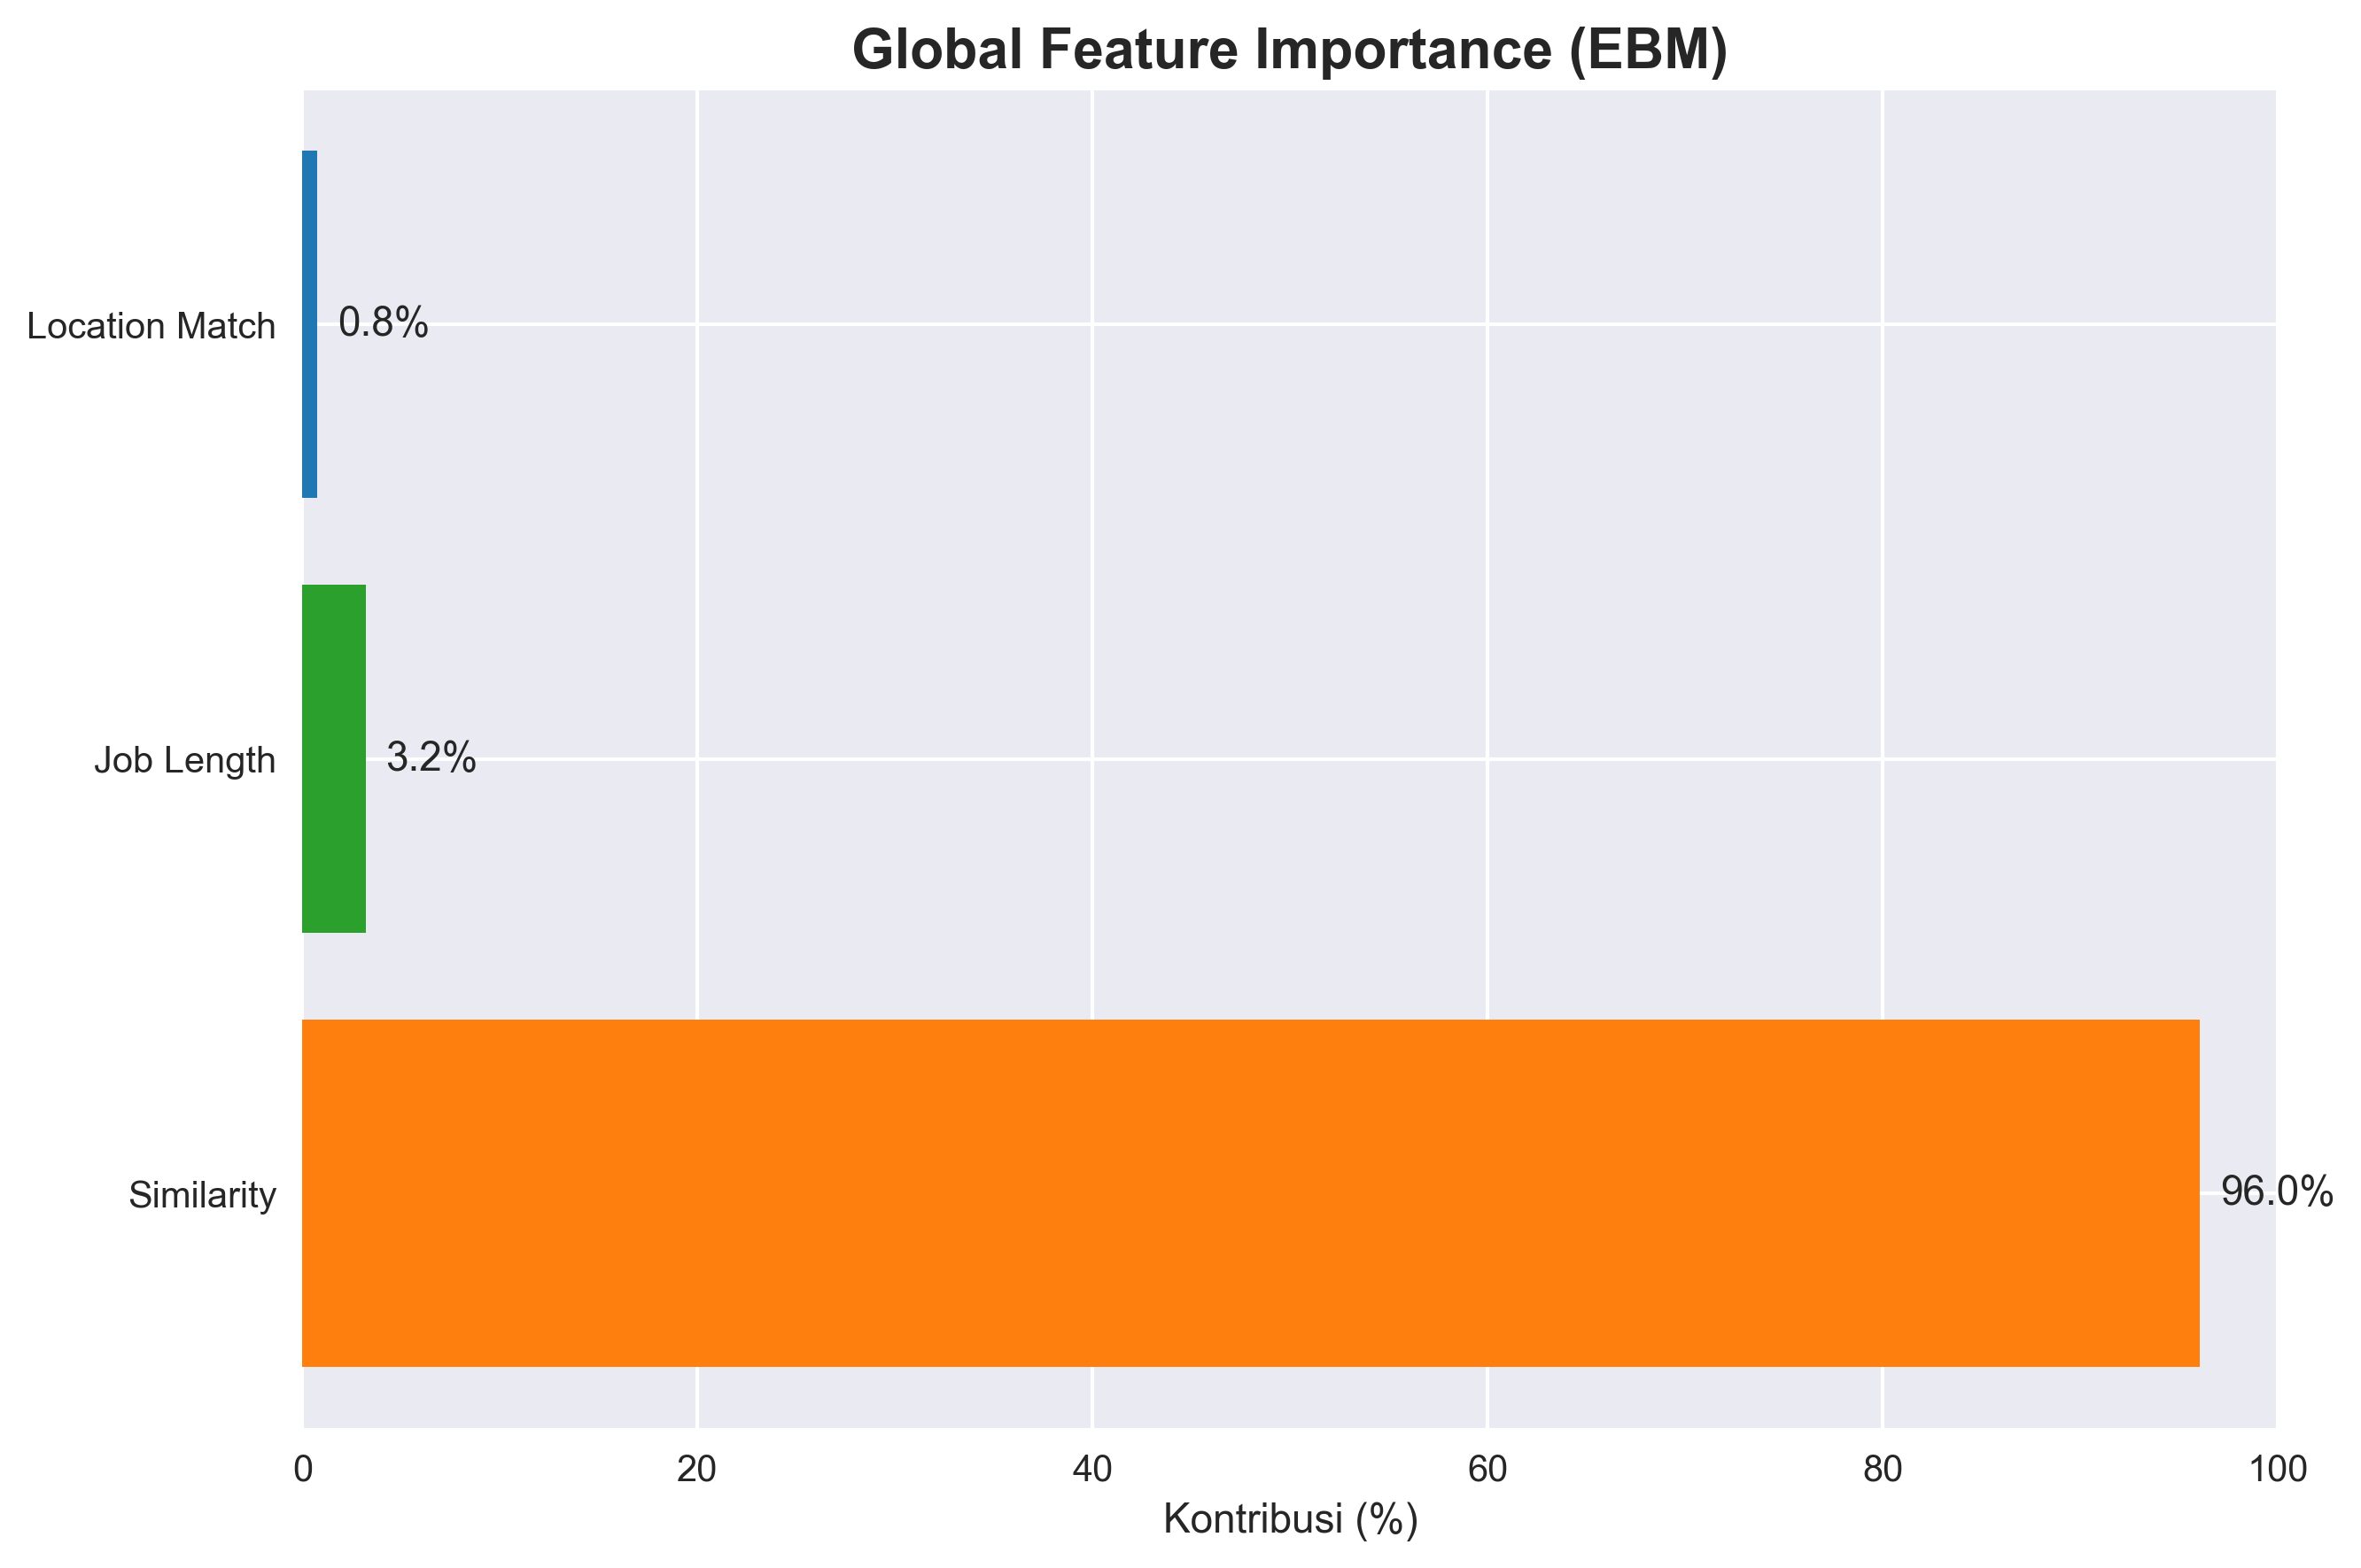 Global Feature Importance (EBM)
Location Match
0.8%
Job Length
3.2%
Similarity
96.0%
0 20 40 60 80 100
Kontribusi (%)